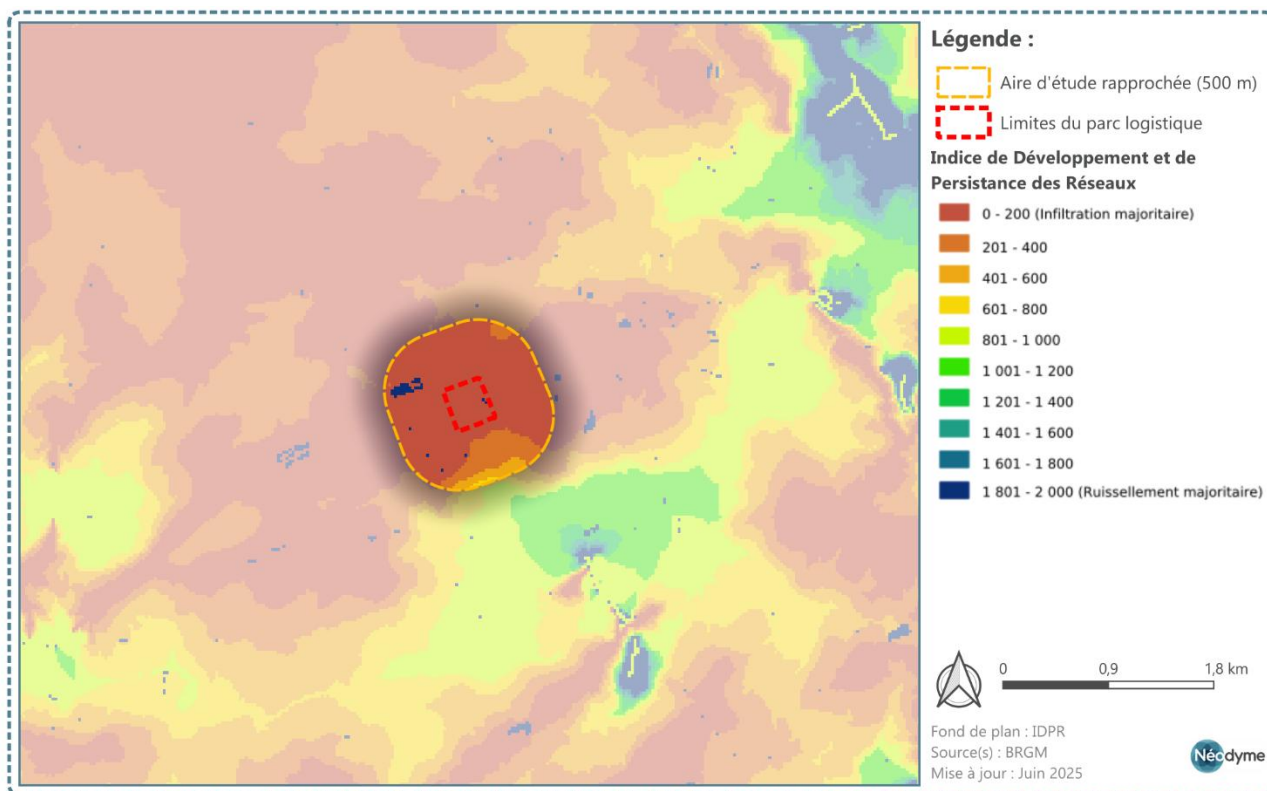 Légende :
Aire d'étude rapprochée (500 m)
Limites du parc logistique
Indice de Développement et de
Persistance des Réseaux
0 - 200 (Infiltration majoritaire)
201 - 400
401 - 600
601 - 800
801 - 1 000
1 001 - 1 200
1 201 - 1 400
1 401 - 1 600
1 601 - 1 800
1 801 - 2 000 (Ruissellement majoritaire)
0 0,9 1,8 km
Fond de plan : IDPR
Source(s) : BRGM
Mise à jour : Juin 2025
Néodyme